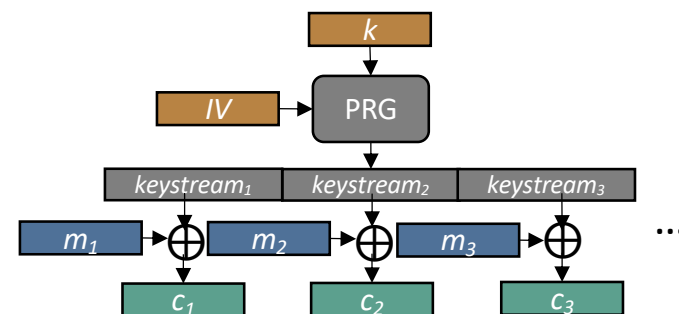 k
IV PRG
keystream₁ keystream₂ keystream₃
m₁ m₂ m₃ ...
c₁ c₂ c₃